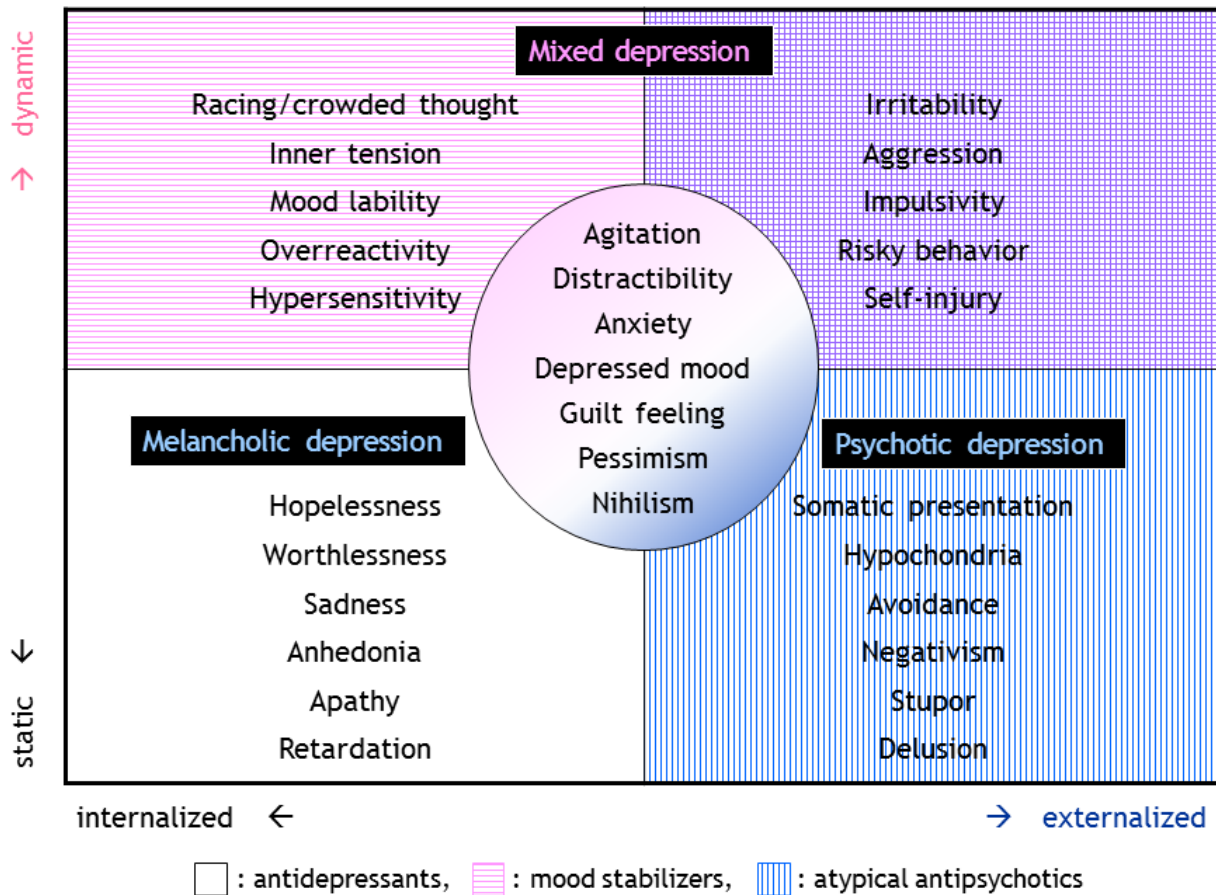 Mixed depression
→ dynamic
Racing/crowded thought
Inner tension
Mood lability
Overreactivity
Hypersensitivity
Irritability
Aggression
Impulsivity
Risky behavior
Self-injury
Agitation
Distractibility
Anxiety
Depressed mood
Guilt feeling
Pessimism
Nihilism
Melancholic depression
Hopelessness
Worthlessness
Sadness
Anhedonia
Apathy
Retardation
Psychotic depression
Somatic presentation
Hypochondria
Avoidance
Negativism
Stupor
Delusion
static ←
internalized ←
→ externalized
: antidepressants, : mood stabilizers, : atypical antipsychotics